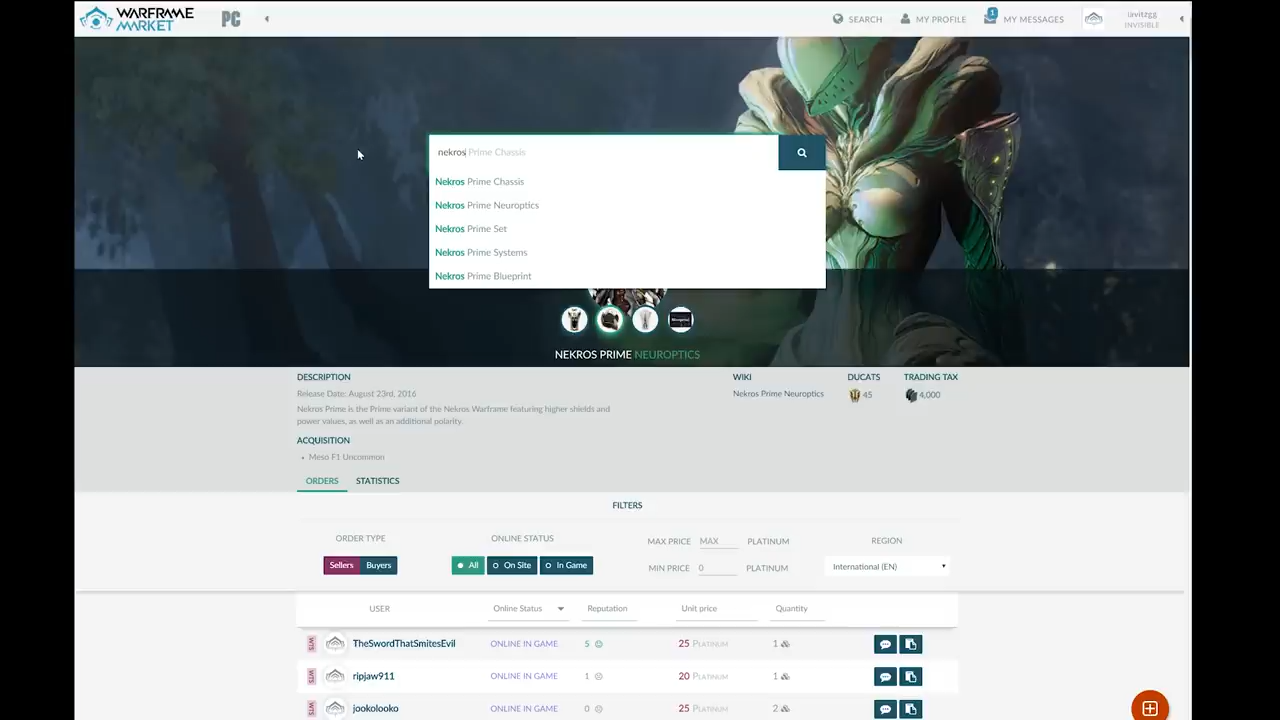 WARFRAME
MARKET
PC
SEARCH
MY PROFILE
1
MY MESSAGES
INVISIBLE
nekros Prime Chassis
Nekros Prime Chassis
Nekros Prime Neuroptics
Nekros Prime Set
Nekros Prime Systems
Nekros Prime Blueprint
NEKROS PRIME NEUROPTICS
DESCRIPTION
Release Date: August 23rd, 2016
Nekros Prime is the Prime variant of the Nekros Warframe featuring higher shields and
power values, as well as an additional polarity.
ACQUISITION
Meso F1 Uncommon
WIKI
Nekros Prime Neuroptics
DUCATS
45
TRADING TAX
4,000
ORDERS
STATISTICS
FILTERS
ORDER TYPE
Sellers
Buyers
ONLINE STATUS
All
On Site
In Game
MAX PRICE MAX PLATINUM
MIN PRICE 0 PLATINUM
REGION
International (EN)
USER Online Status Reputation Unit price Quantity
WTS TheSwordThatSmitesEvil ONLINE IN GAME 5 25 PLATINUM 1
WTS ripjaw911 ONLINE IN GAME 1 20 PLATINUM 1
WTS jookolooko ONLINE IN GAME 0 25 PLATINUM 2